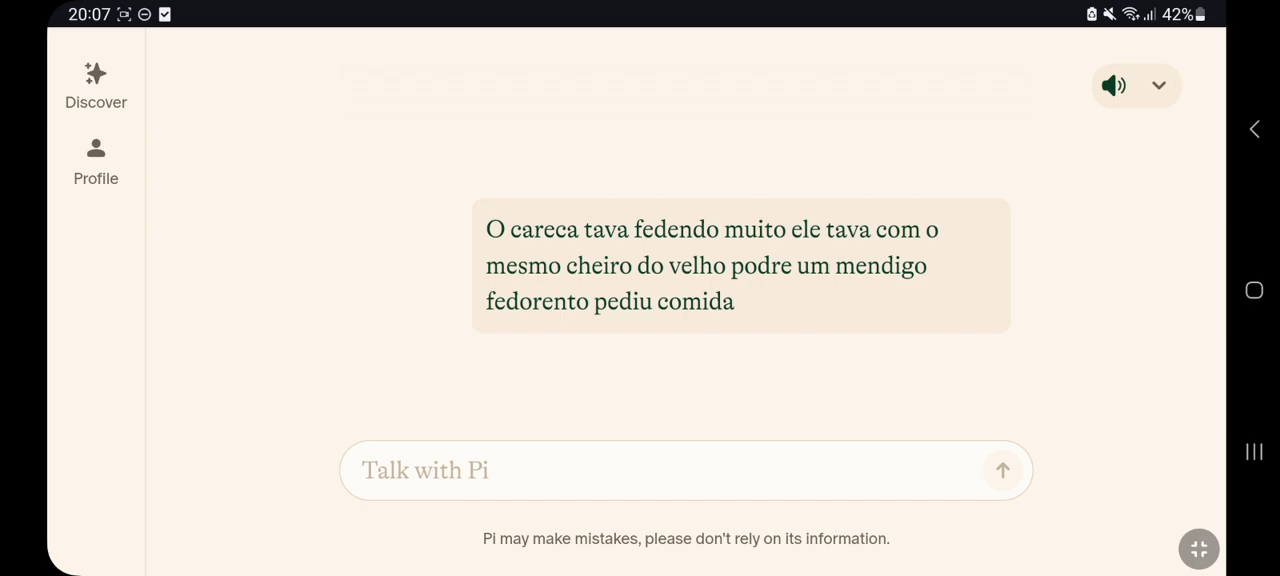 20:07
42%
Discover
Profile
O careca tava fedendo muito ele tava com o
mesmo cheiro do velho podre um mendigo
fedorento pediu comida
Talk with Pi
Pi may make mistakes, please don't rely on its information.